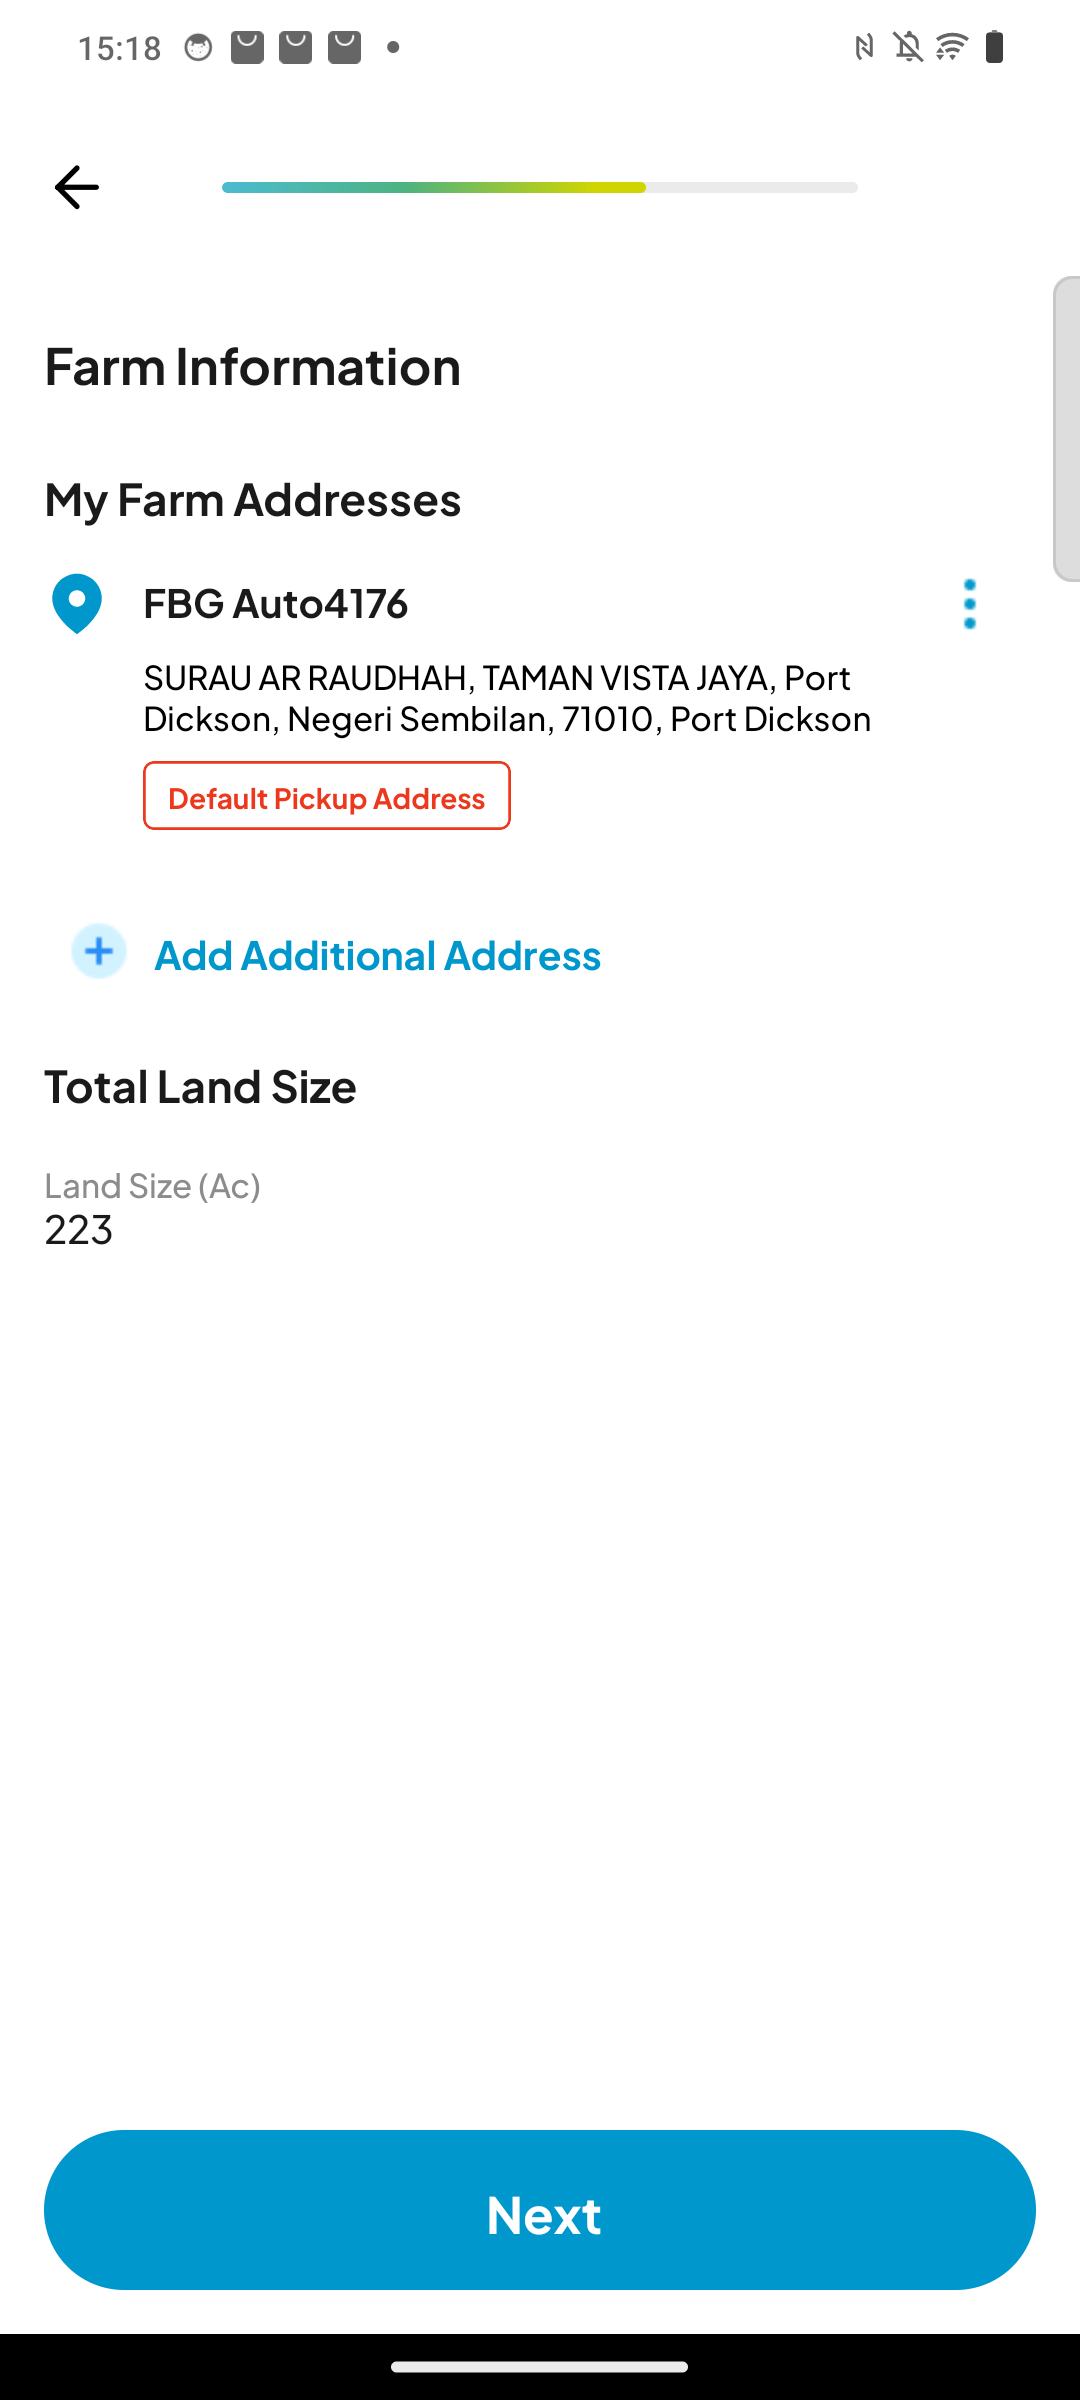 15:18
Farm Information
My Farm Addresses
FBG Auto4176
SURAU AR RAUDHAH, TAMAN VISTA JAYA, Port
Dickson, Negeri Sembilan, 71010, Port Dickson
Default Pickup Address
Add Additional Address
Total Land Size
Land Size (Ac)
223
Next